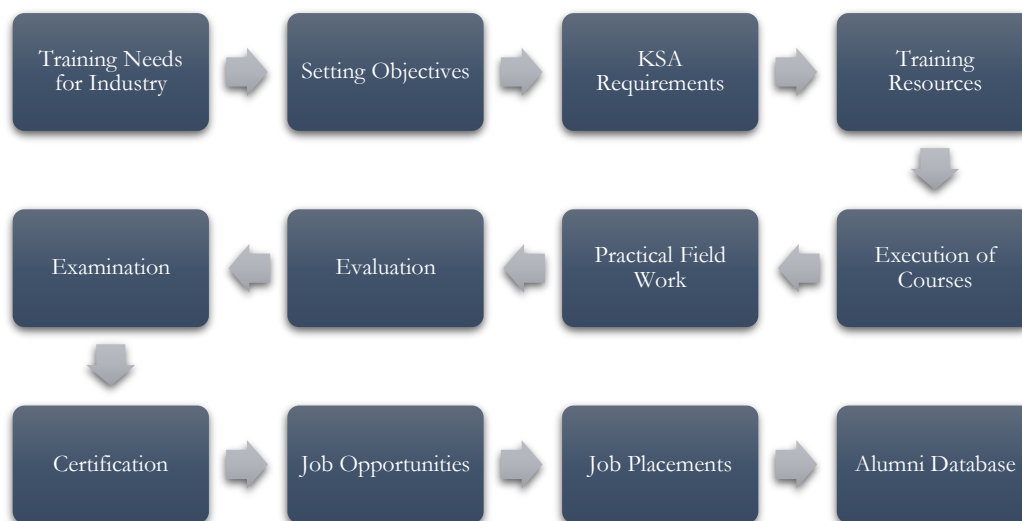 Training Needs
for Industry
Setting Objectives
KSA
Requirements
Training
Resources
Execution of
Courses
Practical Field
Work
Evaluation
Examination
Certification
Job Opportunities
Job Placements
Alumni Database